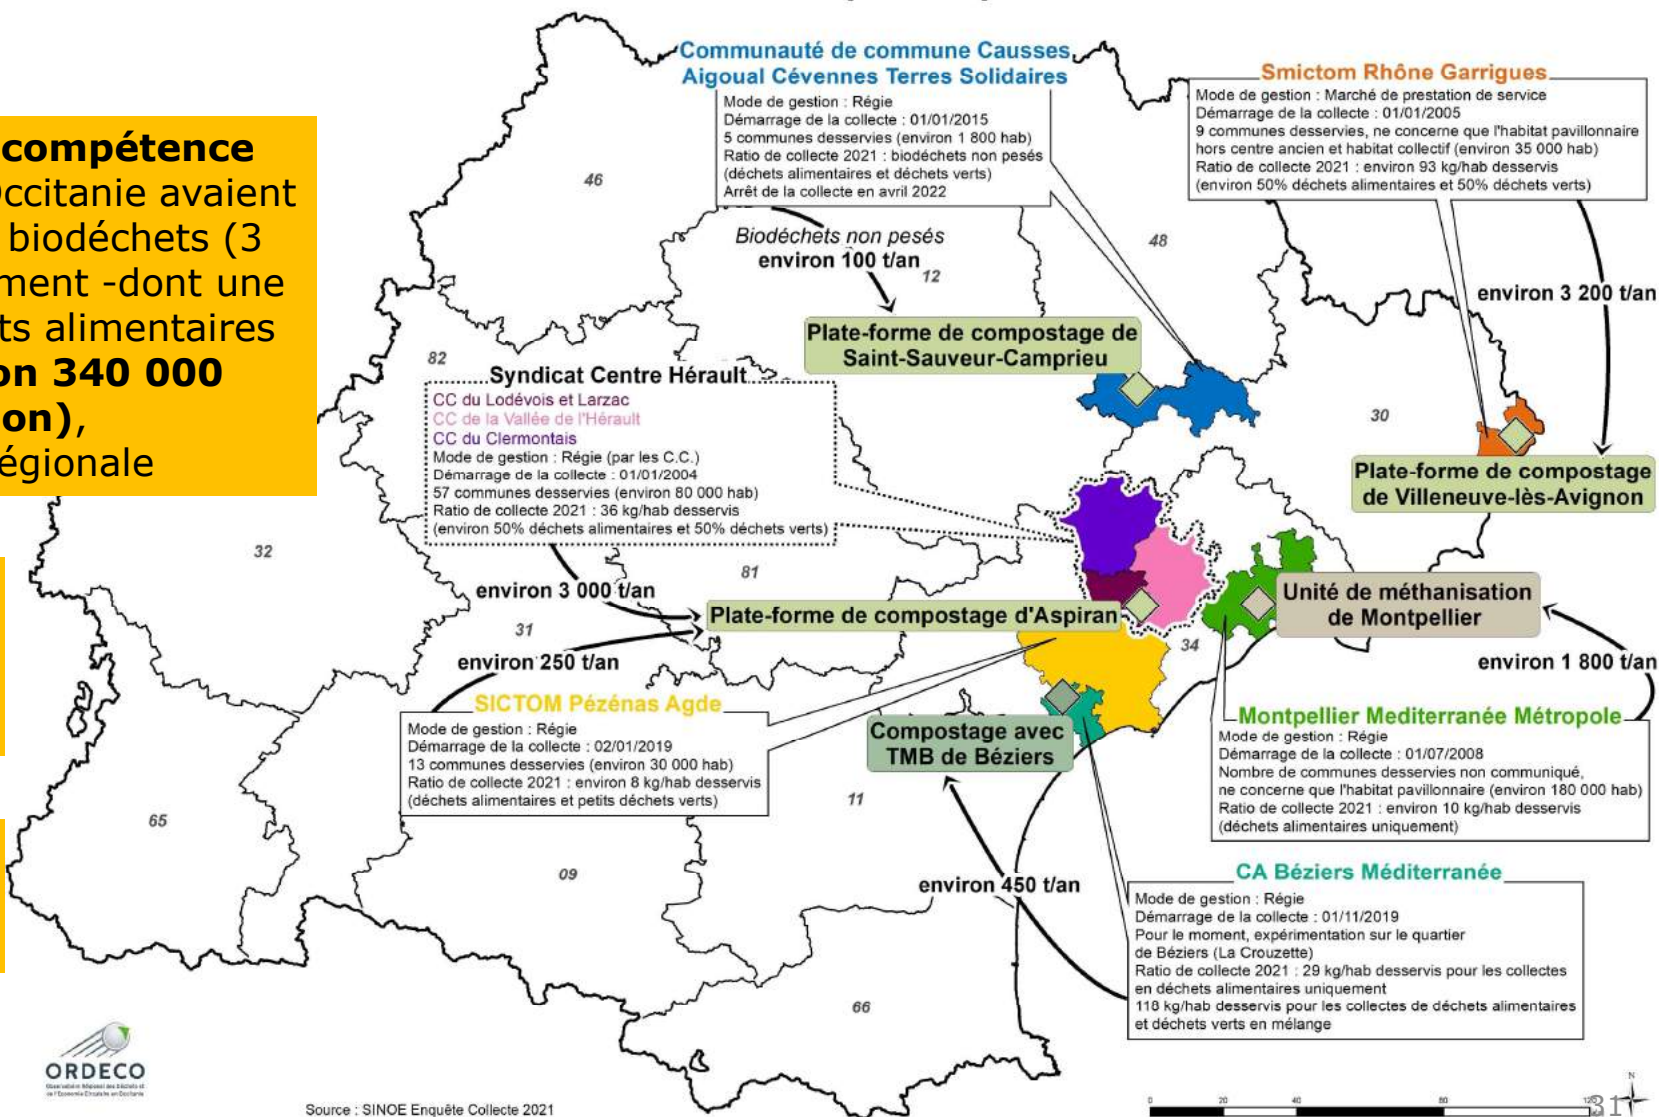 compétence
Occitanie avaient
biodéchets (3
ment -dont une
ts alimentaires
on 340 000
on),
égionale
Communauté de commune Causses
Aigoual Cévennes Terres Solidaires
Mode de gestion : Régie
Démarrage de la collecte : 01/01/2015
5 communes desservies (environ 1 800 hab)
Ratio de collecte 2021 : biodéchets non pesés
(déchets alimentaires et déchets verts)
Arrêt de la collecte en avril 2022
Smictom Rhône Garrigues
Mode de gestion : Marché de prestation de service
Démarrage de la collecte : 01/01/2005
9 communes desservies, ne concerne que l'habitat pavillonnaire
hors centre ancien et habitat collectif (environ 35 000 hab)
Ratio de collecte 2021 : environ 93 kg/hab desservis
(environ 50% déchets alimentaires et 50% déchets verts)
46
48
Biodéchets non pesés
environ 100 t/an
12
environ 3 200 t/an
Plate-forme de compostage de
Saint-Sauveur-Camprieu
82
30
Syndicat Centre Hérault
CC du Lodévois et Larzac
CC de la Vallée de l'Hérault
CC du Clermontais
Mode de gestion : Régie (par les C.C.)
Démarrage de la collecte : 01/01/2004
57 communes desservies (environ 80 000 hab)
Ratio de collecte 2021 : 36 kg/hab desservis
(environ 50% déchets alimentaires et 50% déchets verts)
Plate-forme de compostage
de Villeneuve-lès-Avignon
32
81
environ 3 000 t/an
Plate-forme de compostage d'Aspiran
Unité de méthanisation
de Montpellier
31
34
environ 250 t/an
environ 1 800 t/an
SICTOM Pézénas Agde
Mode de gestion : Régie
Démarrage de la collecte : 02/01/2019
13 communes desservies (environ 30 000 hab)
Ratio de collecte 2021 : environ 8 kg/hab desservis
(déchets alimentaires et petits déchets verts)
Compostage avec
TMB de Béziers
Montpellier Mediterranée Métropole
Mode de gestion : Régie
Démarrage de la collecte : 01/07/2008
Nombre de communes desservies non communiqué,
ne concerne que l'habitat pavillonnaire (environ 180 000 hab)
Ratio de collecte 2021 : environ 10 kg/hab desservis
(déchets alimentaires uniquement)
11
65
09
environ 450 t/an
CA Béziers Méditerranée
Mode de gestion : Régie
Démarrage de la collecte : 01/11/2019
Pour le moment, expérimentation sur le quartier
de Béziers (La Crouzette)
Ratio de collecte 2021 : 29 kg/hab desservis pour les collectes
en déchets alimentaires uniquement
118 kg/hab desservis pour les collectes de déchets alimentaires
et déchets verts en mélange
66
ORDECO
Observatoire Régional des Déchets et
de l'Economie Circulaire en Occitanie
Source : SINOE Enquête Collecte 2021
N
0 20 40 80
31